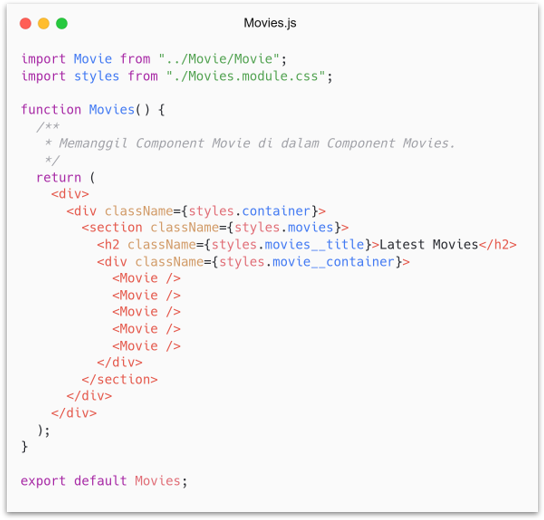 Movies.js
import Movie from "../Movie/Movie";
import styles from "./Movies.module.css";

function Movies() {
  /**
   * Memanggil Component Movie di dalam Component Movies.
   */
  return (
    <div>
      <div className={styles.container}>
        <section className={styles.movies}>
          <h2 className={styles.movies__title}>Latest Movies</h2>
          <div className={styles.movie__container}>
            <Movie />
            <Movie />
            <Movie />
            <Movie />
            <Movie />
          </div>
        </section>
      </div>
    </div>
  );
}

export default Movies;